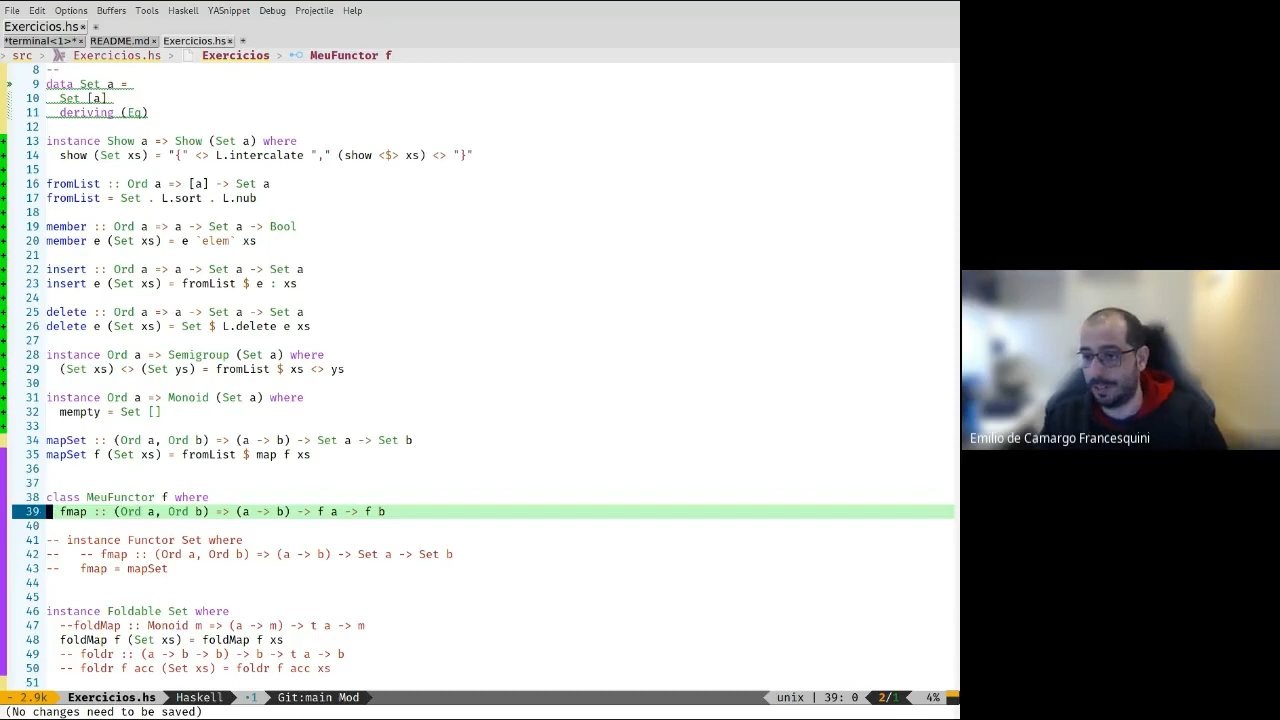 File Edit Options Buffers Tools Haskell YASnippet Debug Projectile Help
Exercicios.hs× +
*terminal<1>*× README.md× Exercicios.hs× +
> src > Exercicios.hs > Exercicios > MeuFunctor f
8 --
» 9 data Set a =
10 Set [a]
11 deriving (Eq)
12
13 instance Show a => Show (Set a) where
14 show (Set xs) = "{" <> L.intercalate "," (show <$> xs) <> "}"
15
16 fromList :: Ord a => [a] -> Set a
17 fromList = Set . L.sort . L.nub
18
19 member :: Ord a => a -> Set a -> Bool
20 member e (Set xs) = e `elem` xs
21
22 insert :: Ord a => a -> Set a -> Set a
23 insert e (Set xs) = fromList $ e : xs
24
25 delete :: Ord a => a -> Set a -> Set a
26 delete e (Set xs) = Set $ L.delete e xs
27
28 instance Ord a => Semigroup (Set a) where
29 (Set xs) <> (Set ys) = fromList $ xs <> ys
30
31 instance Ord a => Monoid (Set a) where
32 mempty = Set []
33
34 mapSet :: (Ord a, Ord b) => (a -> b) -> Set a -> Set b
35 mapSet f (Set xs) = fromList $ map f xs
36
37
38 class MeuFunctor f where
39 fmap :: (Ord a, Ord b) => (a -> b) -> f a -> f b
40
41 -- instance Functor Set where
42 -- -- fmap :: (Ord a, Ord b) => (a -> b) -> Set a -> Set b
43 -- fmap = mapSet
44
45
46 instance Foldable Set where
47 --foldMap :: Monoid m => (a -> m) -> t a -> m
48 foldMap f (Set xs) = foldMap f xs
49 -- foldr :: (a -> b -> b) -> b -> t a -> b
50 -- foldr f acc (Set xs) = foldr f acc xs
51
- 2.9k Exercicios.hs Haskell •1 Git:main Mod unix | 39: 0 2/1 4%
(No changes need to be saved)
Emilio de Camargo Francesquini